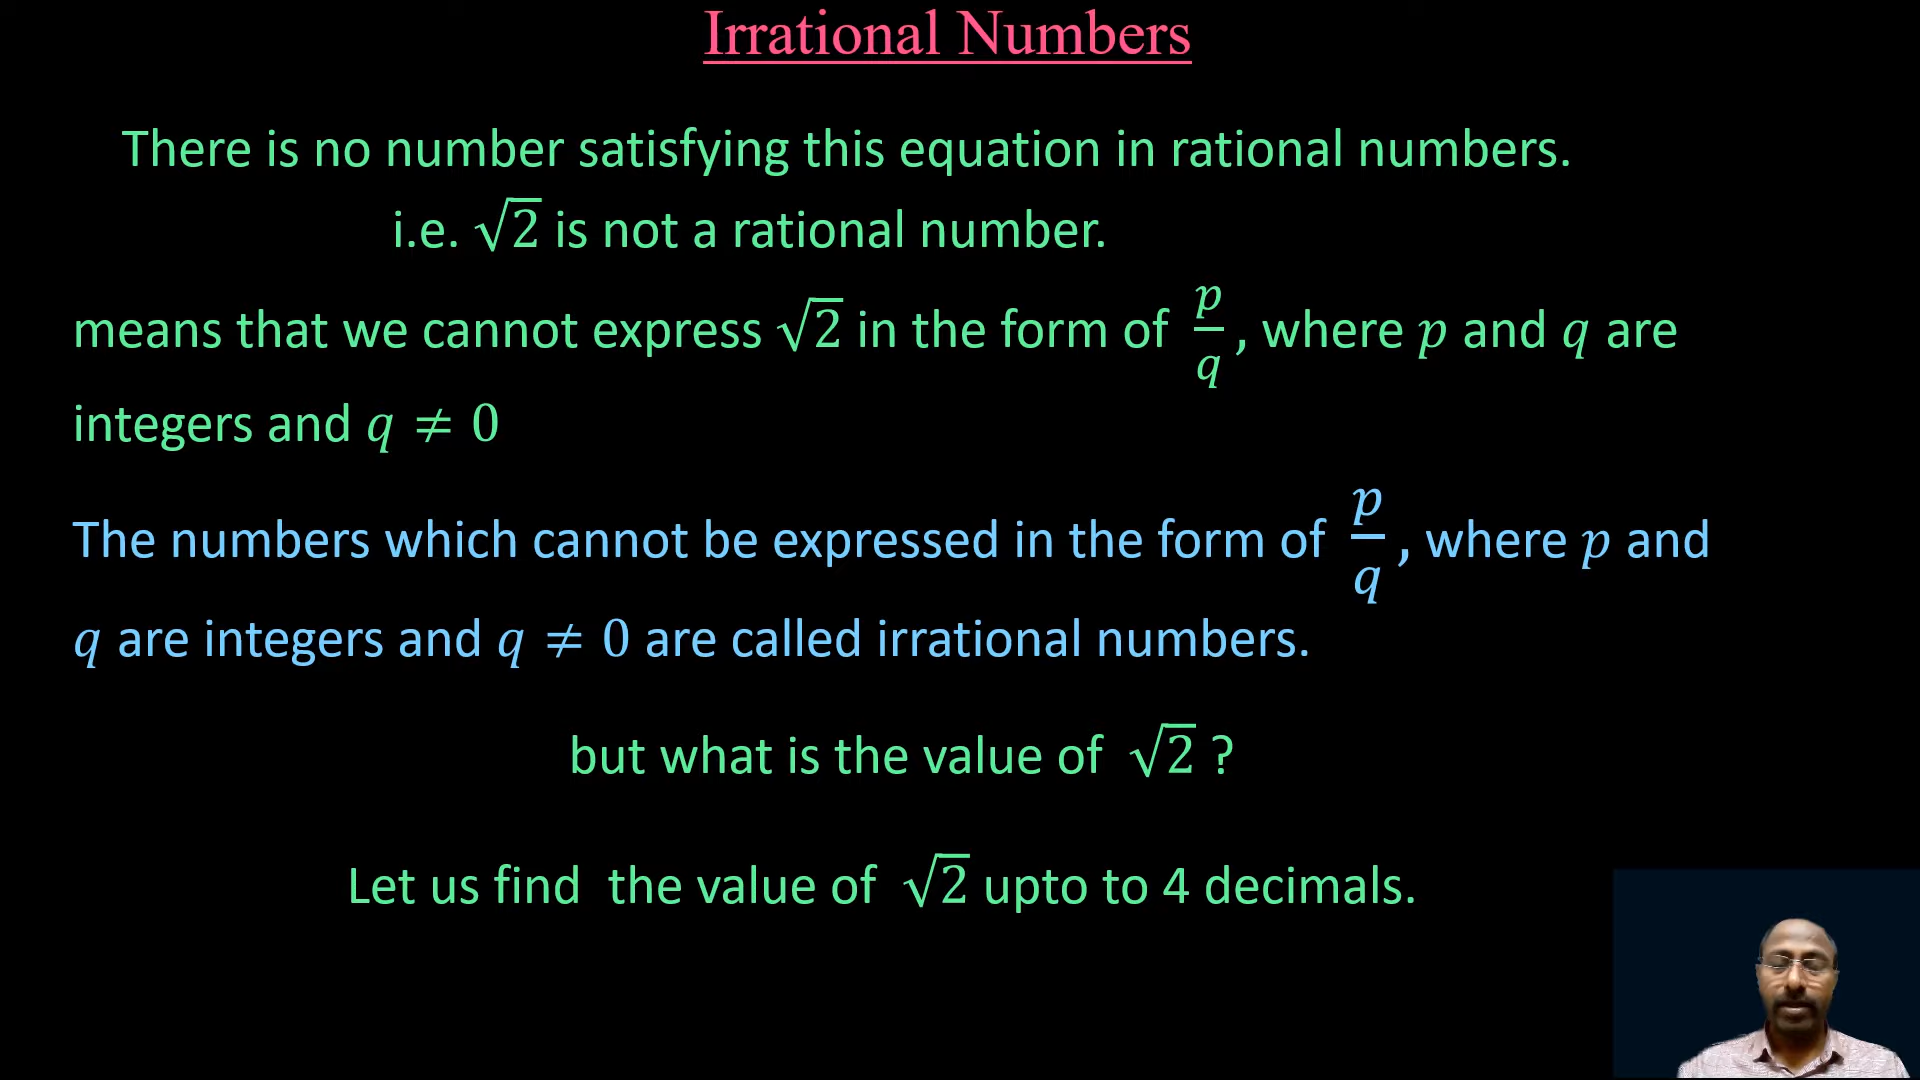 Irrational Numbers
There is no number satisfying this equation in rational numbers.
i.e. √2 is not a rational number.
means that we cannot express √2 in the form of p/q, where p and q are
integers and q ≠ 0
The numbers which cannot be expressed in the form of p/q, where p and
q are integers and q ≠ 0 are called irrational numbers.
but what is the value of √2 ?
Let us find the value of √2 upto to 4 decimals.